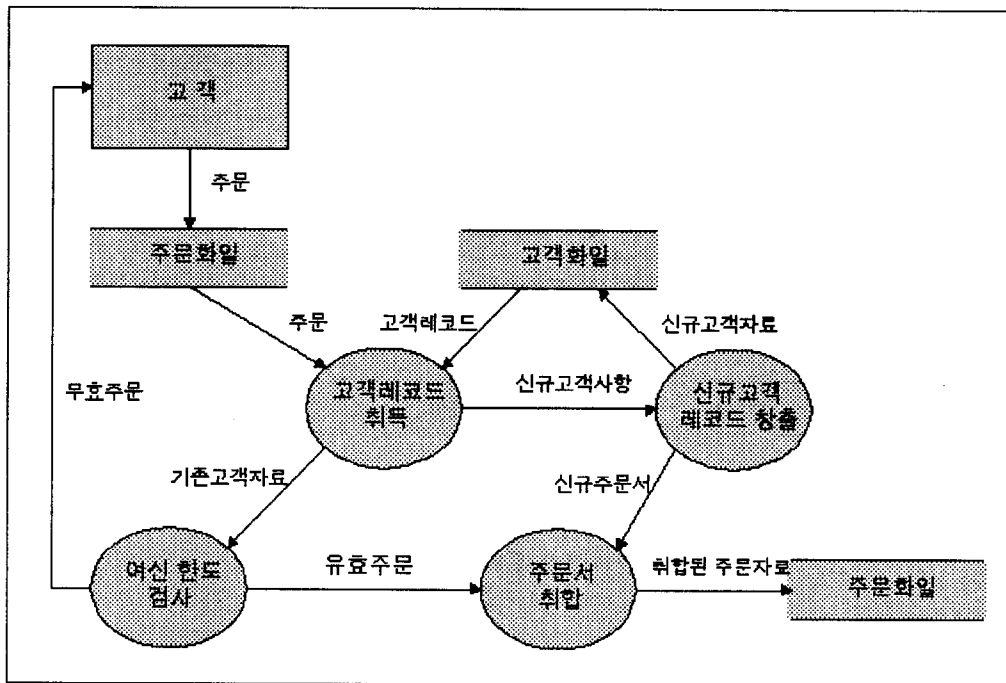 고 객
주문
주문화일
고객화일
주문
고객레코드
신규고객자료
무효주문
고객레코드
취득
신규고객사항
신규고객
레코드 창출
기존고객자료
신규주문서
여신 한도
검사
유효주문
주문서
취합
취합된 주문자료
주문화일